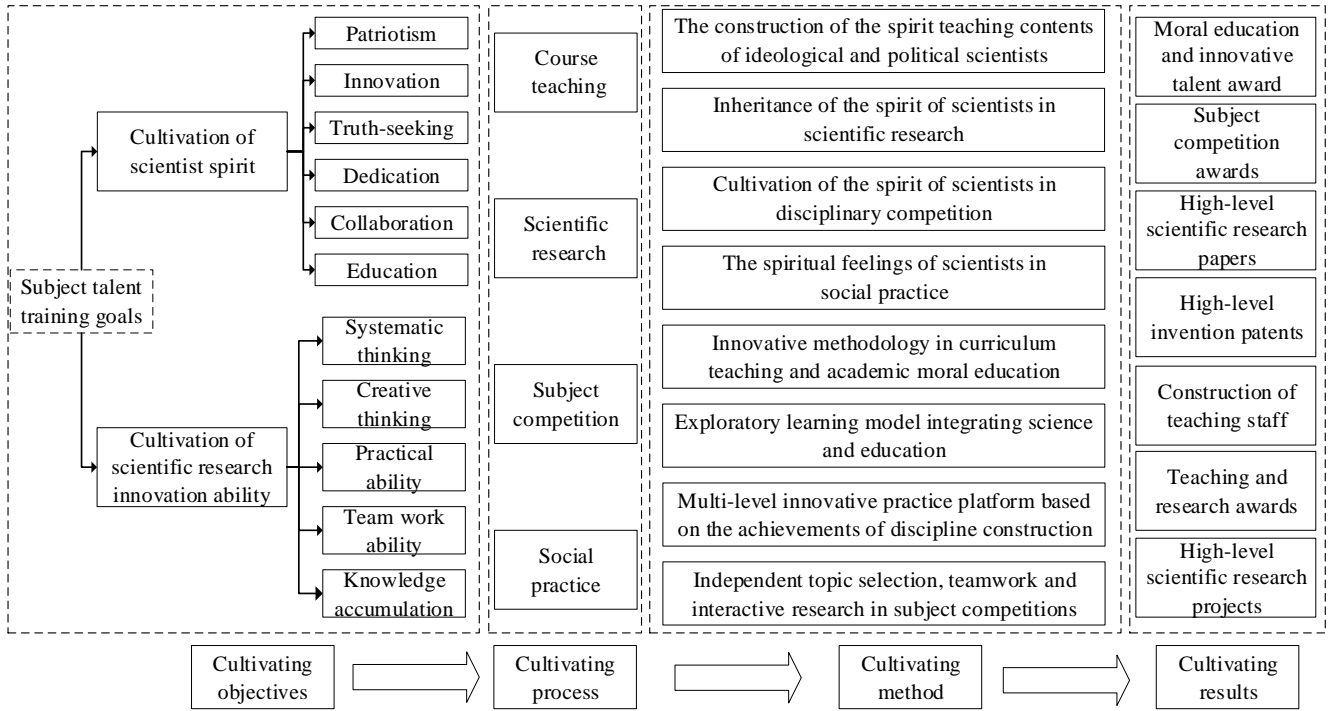 Subject talent
training goals
Cultivation of
scientist spirit
Cultivation of
scientific research
innovation ability
Patriotism
Innovation
Truth-seeking
Dedication
Collaboration
Education
Systematic
thinking
Creative
thinking
Practical
ability
Team work
ability
Knowledge
accumulation
Course
teaching
Scientific
research
Subject
competition
Social
practice
The construction of the spirit teaching contents
of ideological and political scientists
Inheritance of the spirit of scientists in
scientific research
Cultivation of the spirit of scientists in
disciplinary competition
The spiritual feelings of scientists in
social practice
Innovative methodology in curriculum
teaching and academic moral education
Exploratory learning model integrating science
and education
Multi-level innovative practice platform based
on the achievements of discipline construction
Independent topic selection, teamwork and
interactive research in subject competitions
Moral education
and innovative
talent award
Subject
competition
awards
High-level
scientific research
papers
High-level
invention patents
Construction of
teaching staff
Teaching and
research awards
High-level
scientific research
projects
Cultivating
objectives
Cultivating
process
Cultivating
method
Cultivating
results